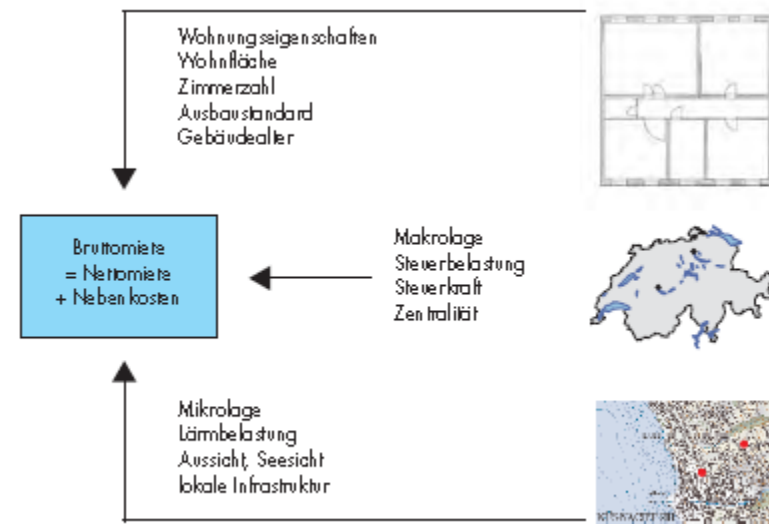 Wohnungseigenschaften
Wohnfläche
Zimmerzahl
Ausbaustandard
Gebäudealter
Bruttomiete
= Nettomiete
+ Nebenkosten
Makrolage
Steuerbelastung
Steuerkraft
Zentralität
Mikrolage
Lärmbelastung
Aussicht, Seesicht
lokale Infrastruktur